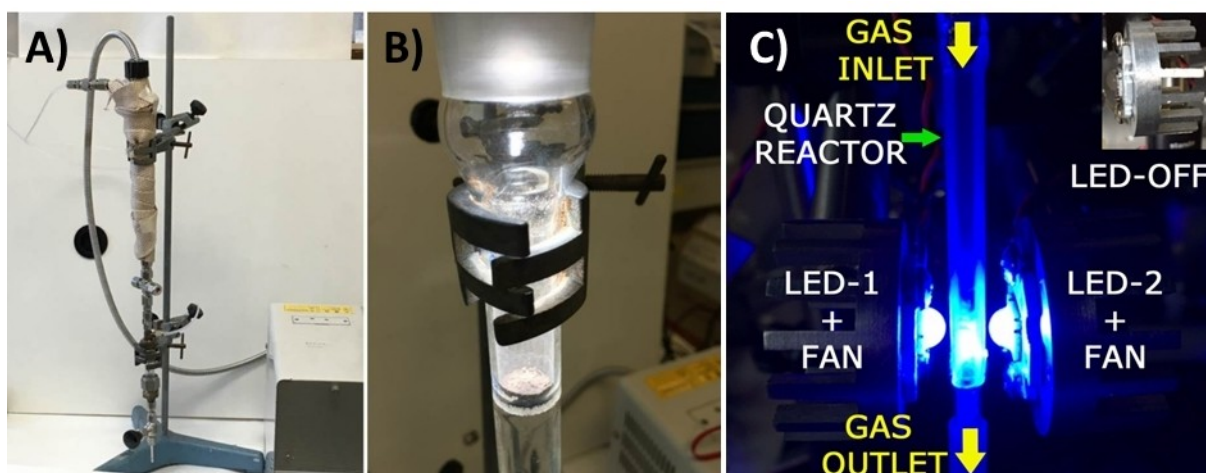 A)
B)
C)
GAS
INLET
QUARTZ
REACTOR
LED-OFF
LED-1
+
FAN
LED-2
+
FAN
GAS
OUTLET